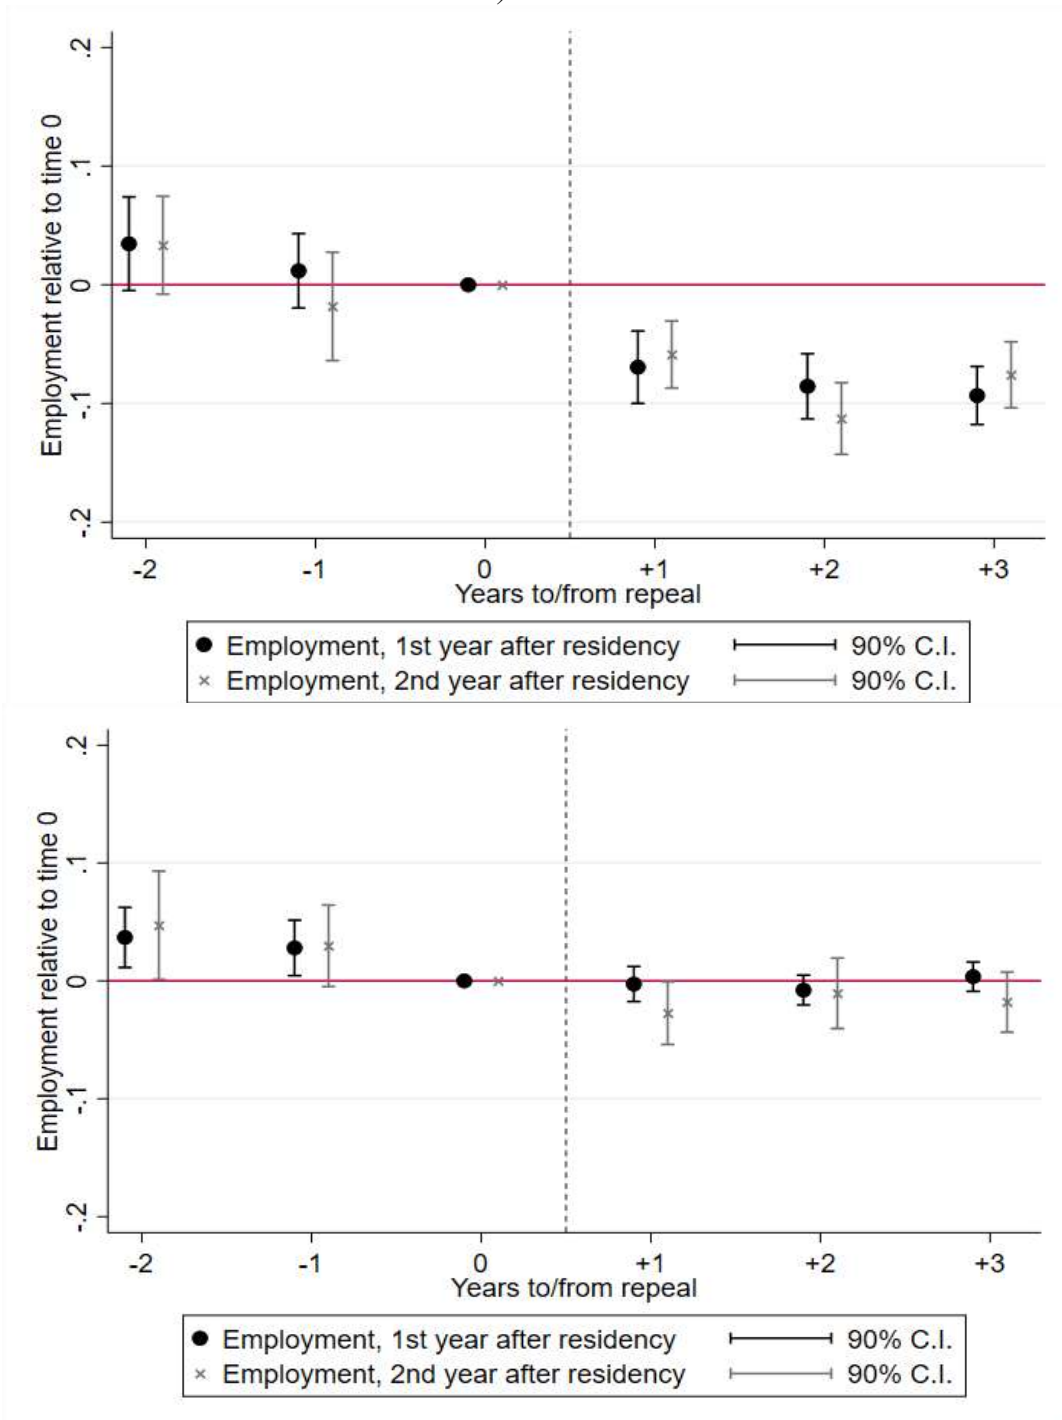 .2
.1
0
-.1
-.2
Employment relative to time 0
-2 -1 0 +1 +2 +3
Years to/from repeal
Employment, 1st year after residency 90% C.I.
Employment, 2nd year after residency 90% C.I.
.2
.1
0
-.1
-.2
Employment relative to time 0
-2 -1 0 +1 +2 +3
Years to/from repeal
Employment, 1st year after residency 90% C.I.
Employment, 2nd year after residency 90% C.I.